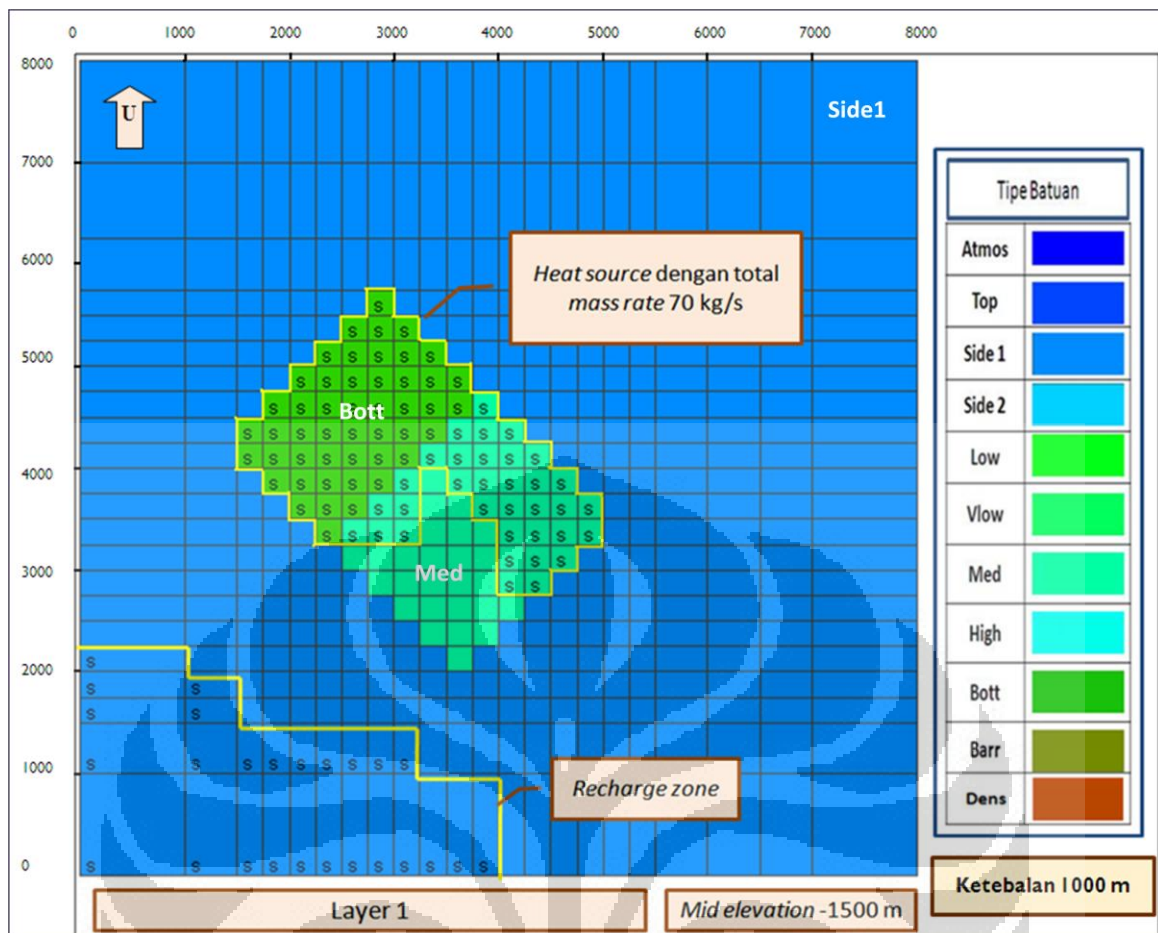 0 1000 2000 3000 4000 5000 6000 7000 8000
8000
U
Side1
7000
6000
Heat source dengan total
mass rate 70 kg/s
S
S S S
5000
S S S S S
S S S S S S S
S S S S S S S S S
Bott
S S S S S S S S S S S
S S S S S S S S S S S S
4000
S S S S S S S S S S S
S S S S S S S S S S
S S S S S S S S
S S S
3000
Med
S S
2000
S
S S
S S
1000
S S S S S S S S S
Recharge zone
0
S S S S S S S S S S S S
Layer 1
Mid elevation -1500 m
Tipe Batuan
Atmos
Top
Side 1
Side 2
Low
Vlow
Med
High
Bott
Barr
Dens
Ketebalan 1000 m